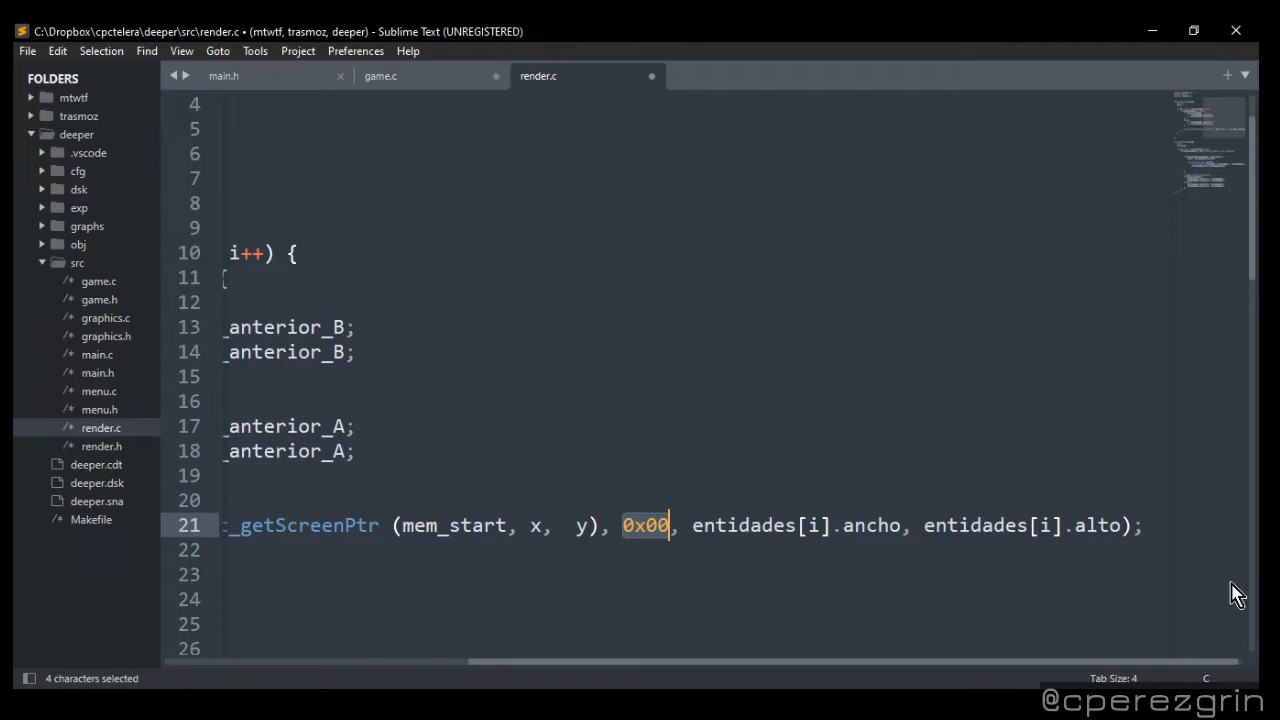 C:\Dropbox\cpctelera\deeper\src\render.c • (mtwtf, trasmoz, deeper) - Sublime Text (UNREGISTERED)
File Edit Selection Find View Goto Tools Project Preferences Help
FOLDERS
mtwtf
trasmoz
deeper
.vscode
cfg
dsk
exp
graphs
obj
src
/* game.c
/* game.h
/* graphics.c
/* graphics.h
/* main.c
/* main.h
/* menu.c
/* menu.h
/* render.c
/* render.h
deeper.cdt
deeper.dsk
deeper.sna
Makefile
main.h game.c render.c
4
5
6
7
8
9
10 i++) {
11 {
12
13 _anterior_B;
14 _anterior_B;
15
16
17 _anterior_A;
18 _anterior_A;
19
20
21 t_getScreenPtr (mem_start, x,  y), 0x00, entidades[i].ancho, entidades[i].alto);
22
23
24
25
26
4 characters selected Tab Size: 4 C
@cperezgrin